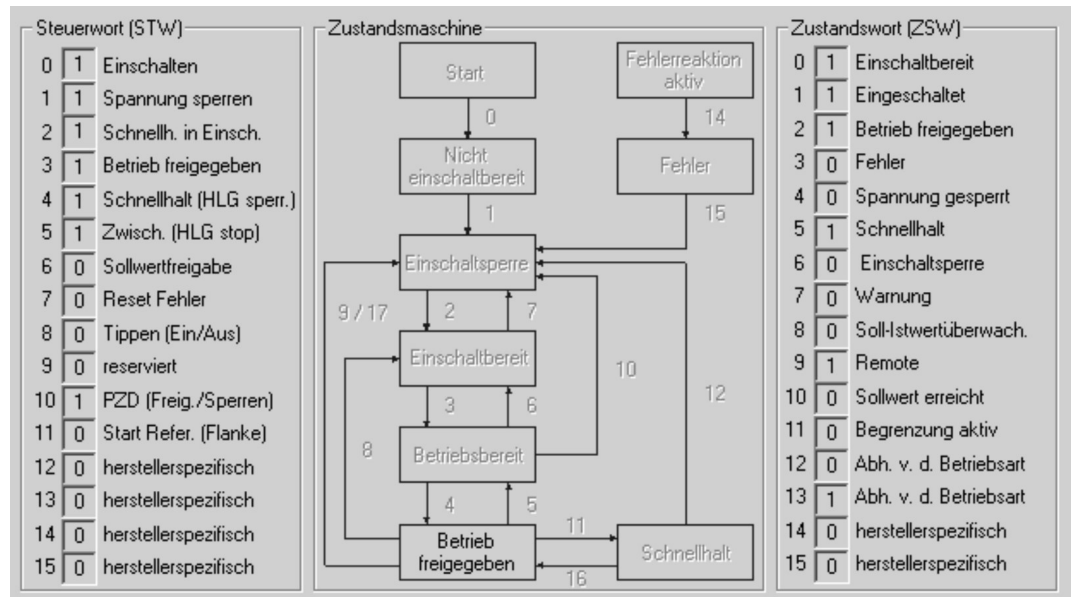 Steuerwort (STW)
0 1 Einschalten
1 1 Spannung sperren
2 1 Schnellh. in Einsch.
3 1 Betrieb freigegeben
4 1 Schnellhalt (HLG sperr.)
5 1 Zwisch. (HLG stop)
6 0 Sollwertfreigabe
7 0 Reset Fehler
8 0 Tippen (Ein/Aus)
9 0 reserviert
10 1 PZD (Freig./Sperren)
11 0 Start Refer. (Flanke)
12 0 herstellerspezifisch
13 0 herstellerspezifisch
14 0 herstellerspezifisch
15 0 herstellerspezifisch
Zustandsmaschine
Start
Fehlerreaktion
aktiv
0
14
Nicht
einschaltbereit
Fehler
1
15
Einschaltsperre
9 / 17
2
7
Einschaltbereit
10
12
3
6
8
Betriebsbereit
4
5
11
Betrieb
freigegeben
Schnellhalt
16
Zustandswort (ZSW)
0 1 Einschaltbereit
1 1 Eingeschaltet
2 1 Betrieb freigegeben
3 0 Fehler
4 0 Spannung gesperrt
5 1 Schnellhalt
6 0 Einschaltsperre
7 0 Warnung
8 0 Soll-Istwertüberwach.
9 1 Remote
10 0 Sollwert erreicht
11 0 Begrenzung aktiv
12 0 Abh. v. d. Betriebsart
13 1 Abh. v. d. Betriebsart
14 0 herstellerspezifisch
15 0 herstellerspezifisch